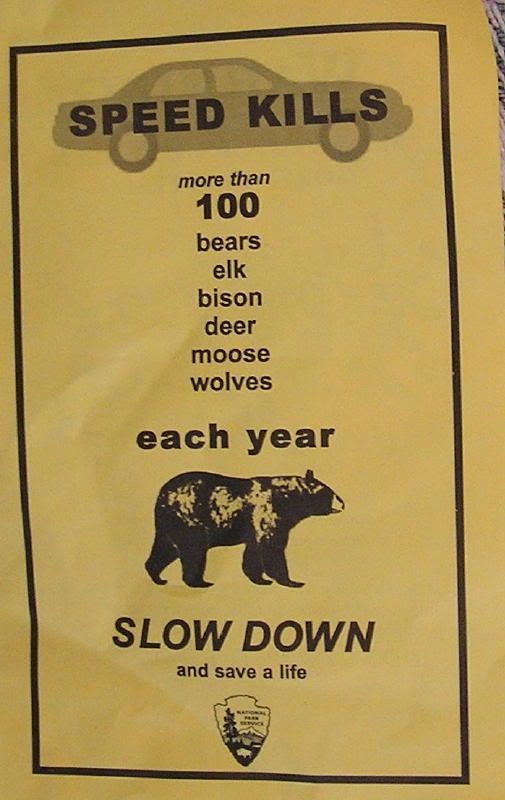 SPEED KILLS
more than
100
bears
elk
bison
deer
moose
wolves
each year
SLOW DOWN
and save a life
NATIONAL
PARK
SERVICE